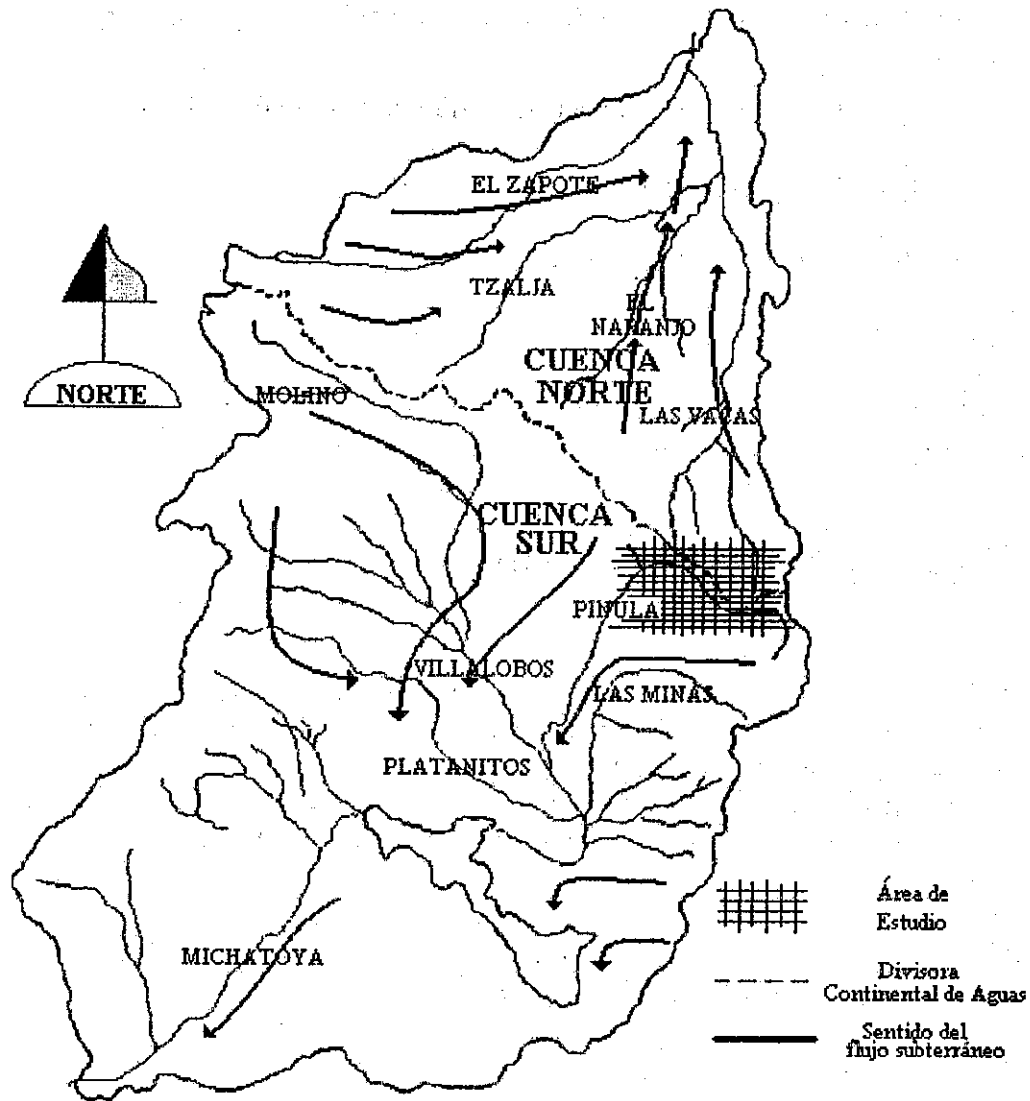 EL ZAPOTE
TZALJA
EL
NARANJO
CUENCA
NORTE
NORTE
MOLINO
LAS VACAS
CUENCA
SUR
PINULA
VILLALOBOS
LAS MINAS
PLATANITOS
MICHATOYA
Área de
Estudio
Divisora
Continental de Aguas
Sentido del
flujo subterráneo